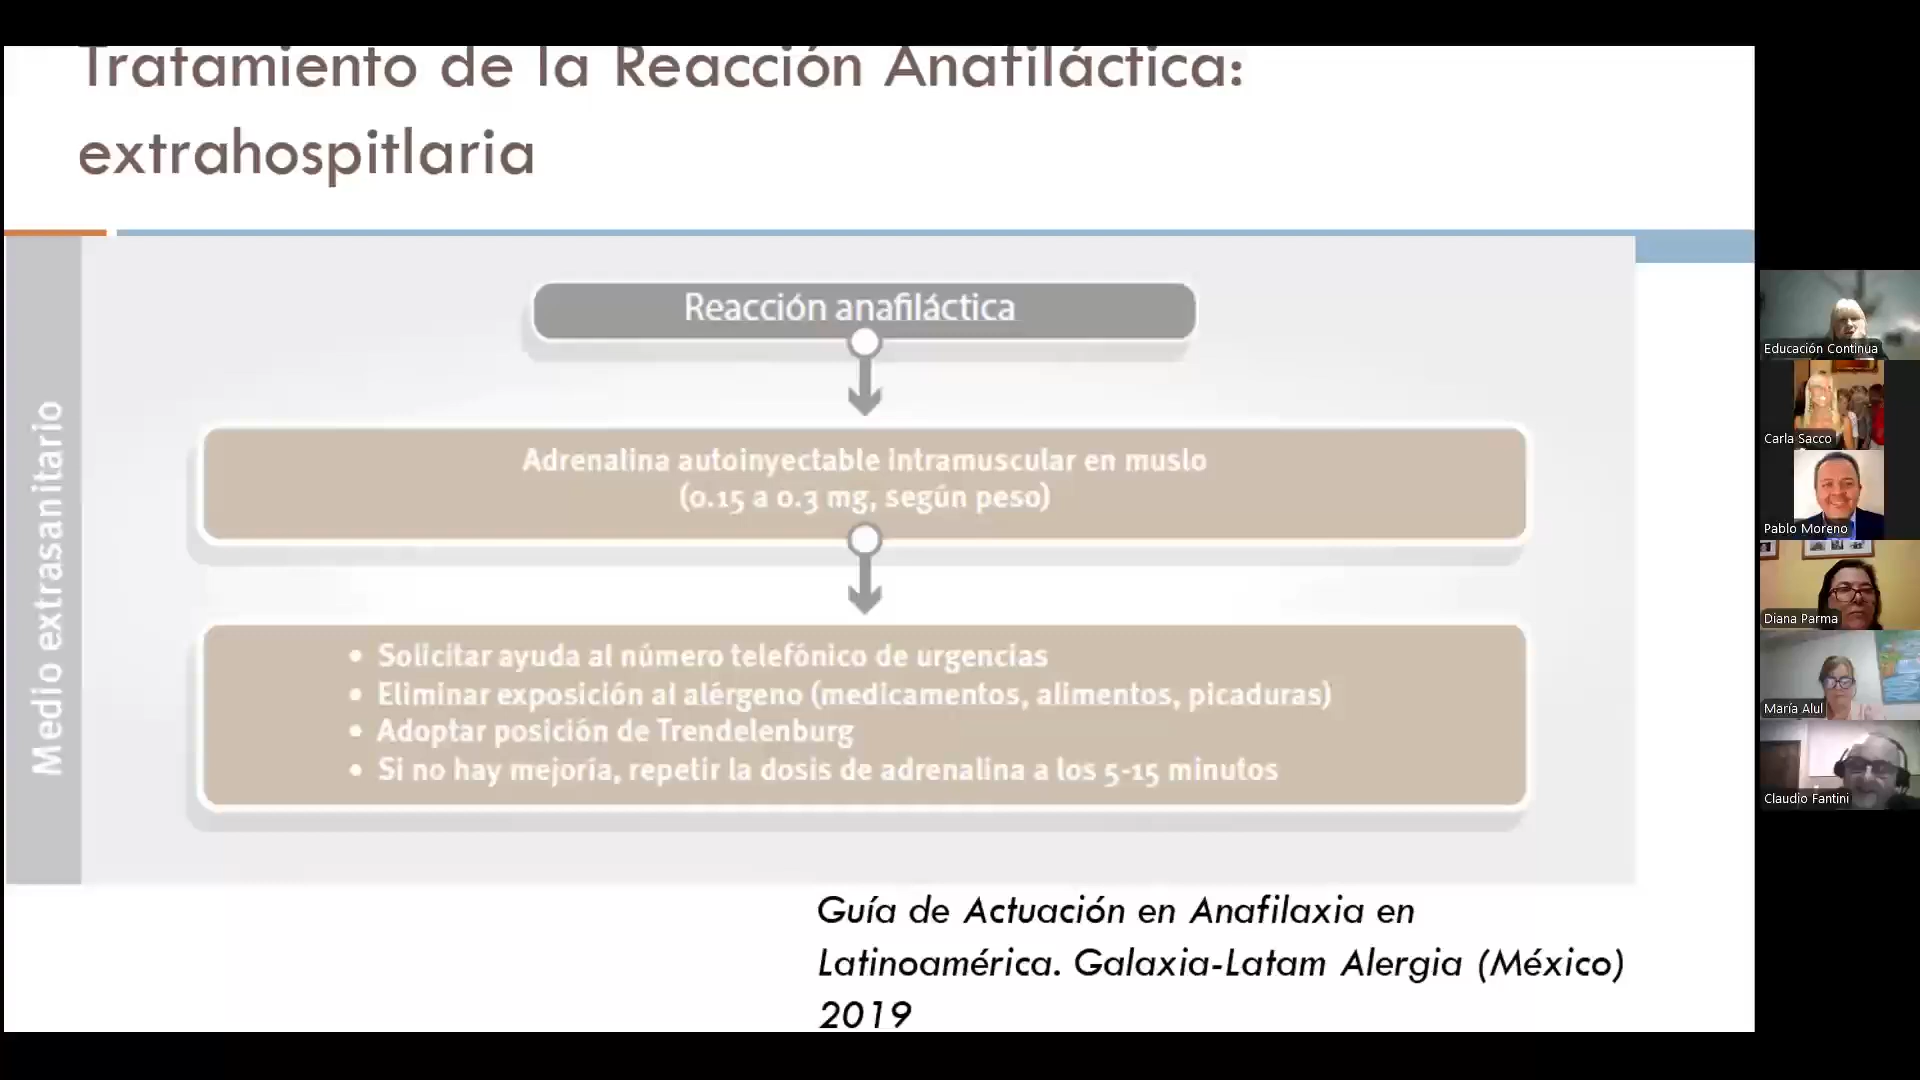 Tratamiento de la Reacción Anafiláctica:
extrahospitlaria
Medio extrasanitario
Reacción anafiláctica
Adrenalina autoinyectable intramuscular en muslo
(0.15 a 0.3 mg, según peso)
• Solicitar ayuda al número telefónico de urgencias
• Eliminar exposición al alérgeno (medicamentos, alimentos, picaduras)
• Adoptar posición de Trendelenburg
• Si no hay mejoría, repetir la dosis de adrenalina a los 5-15 minutos
Guía de Actuación en Anafilaxia en
Latinoamérica. Galaxia-Latam Alergia (México)
2019
Educación Continua
Carla Sacco
Pablo Moreno
Diana Parma
María Alul
Claudio Fantini